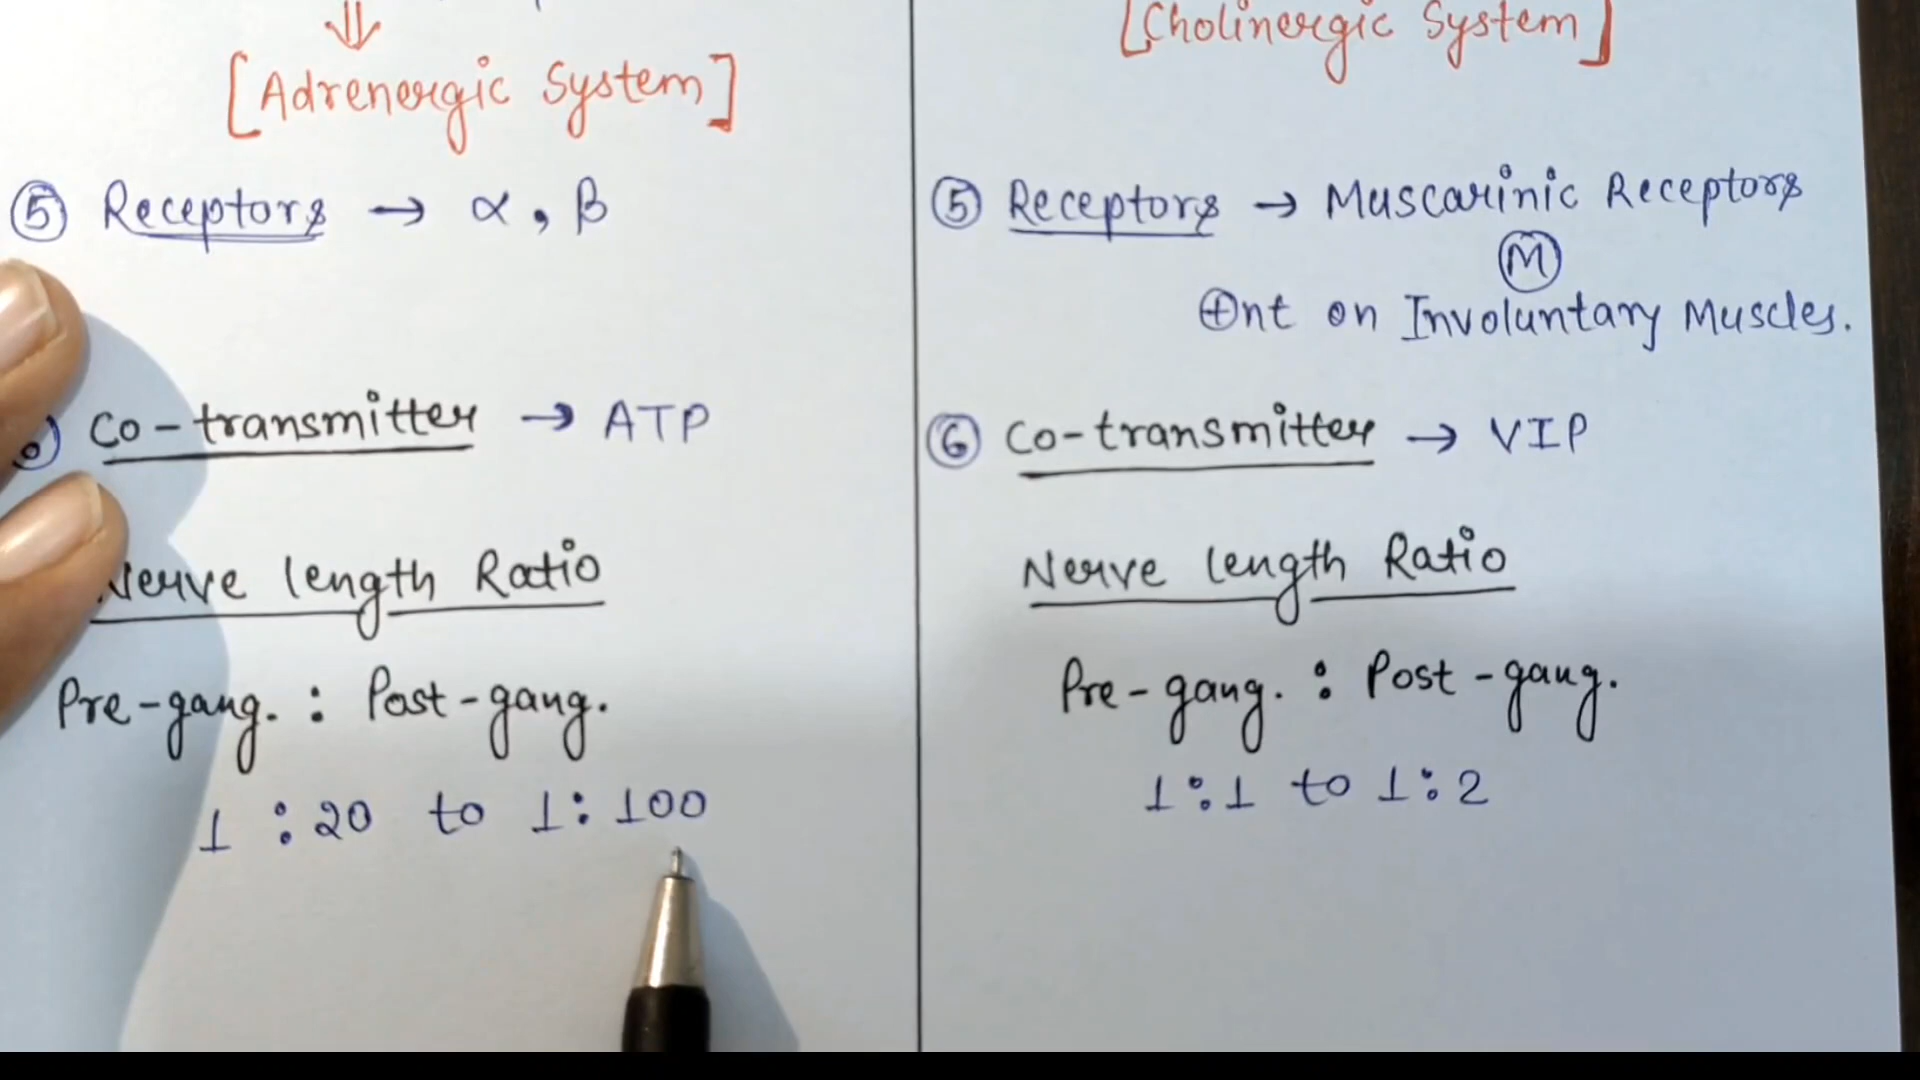 [Adrenergic System]
⑤ Receptors → α, β
Co-transmitter → ATP
Nerve length Ratio
Pre-gang. : Post-gang.
1 : 20 to 1 : 100
[Cholinergic System]
⑤ Receptors → Muscarinic Receptors
Ⓜ
⊕nt on Involuntary Muscles.
⑥ Co-transmitter → VIP
Nerve length Ratio
Pre-gang. : Post-gang.
1:1 to 1:2